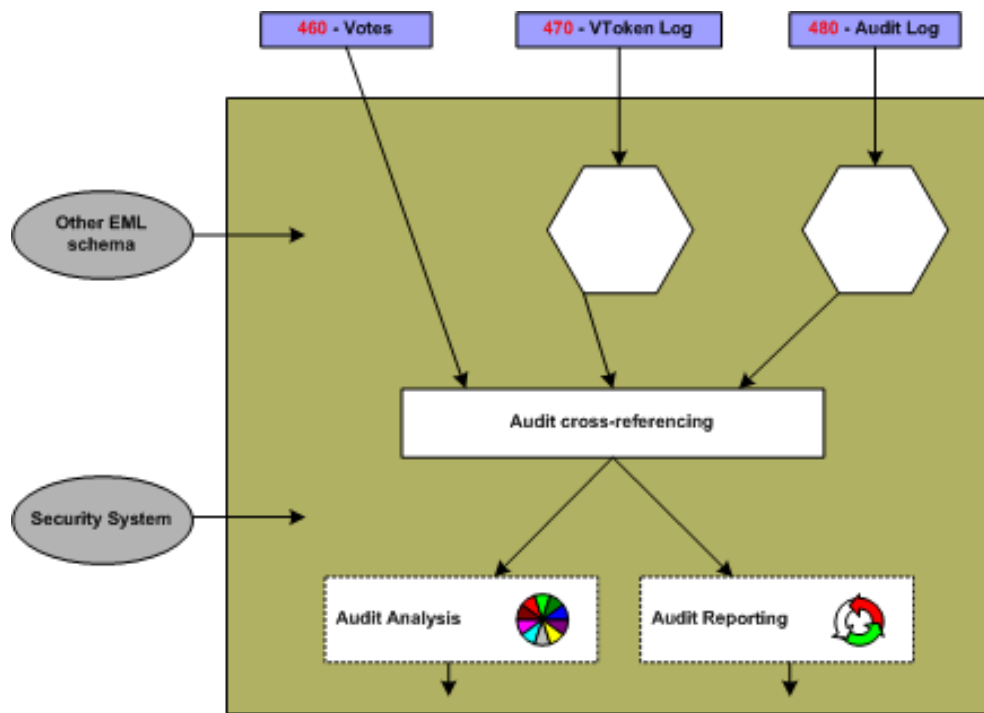 460 - Votes
470 - VToken Log
480 - Audit Log
Other EML
schema
Audit cross-referencing
Security System
Audit Analysis
Audit Reporting